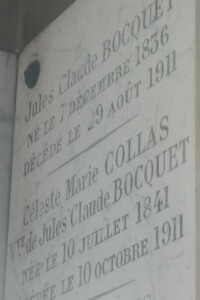 Jules Claude BOCQUET
NÉ LE 7 DÉCEMBRE 1836
DÉCÉDÉ LE 29 AOÛT 1911
Céleste Marie COLLAS
Vve de Jules Claude BOCQUET
NÉE LE 10 JUILLET 1841
LE 10 OCTOBRE 1911